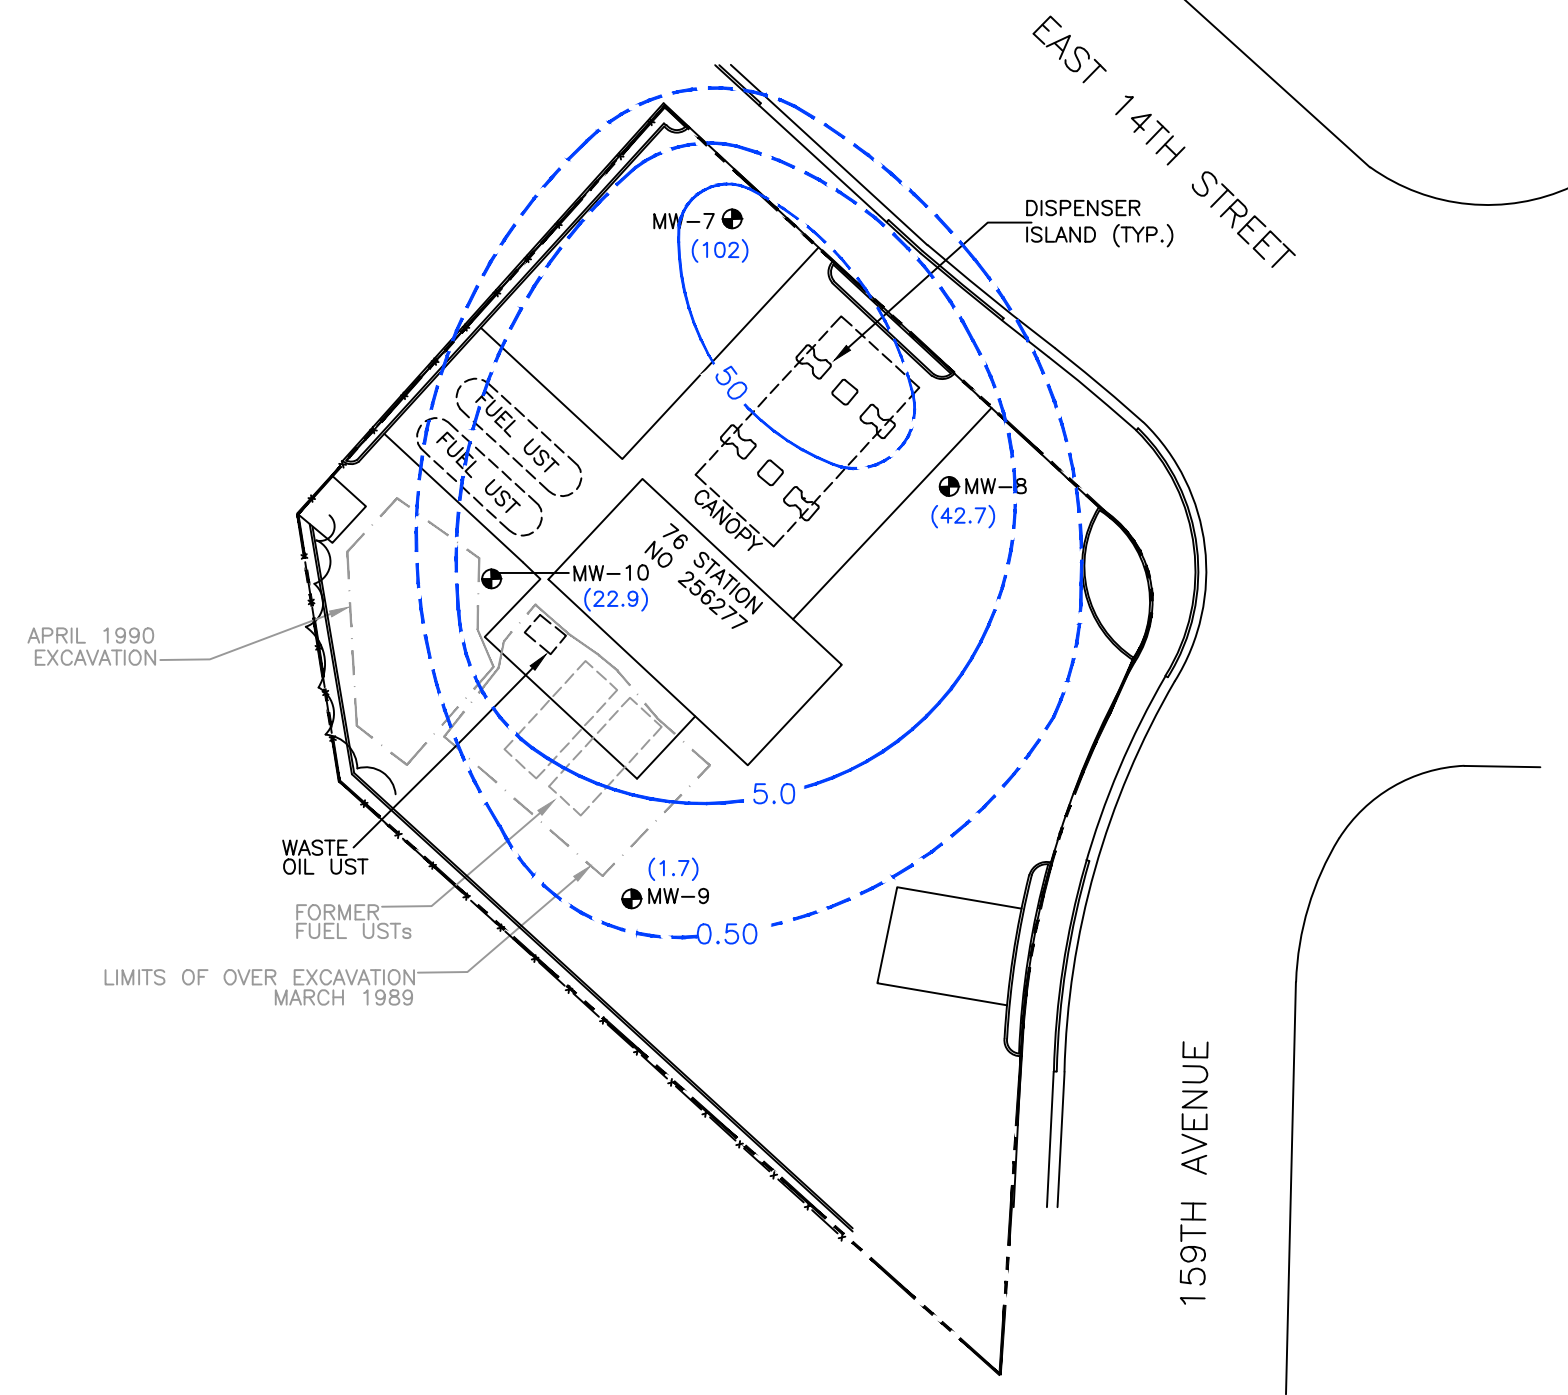 EAST 14TH STREET
DISPENSER
ISLAND (TYP.)
MW-7
(102)
50
FUEL UST
FUEL UST
CANOPY
MW-8
(42.7)
76 STATION
NO 256277
MW-10
(22.9)
APRIL 1990
EXCAVATION
5.0
WASTE
OIL UST
(1.7)
MW-9
FORMER
FUEL USTs
0.50
LIMITS OF OVER EXCAVATION
MARCH 1989
159TH AVENUE